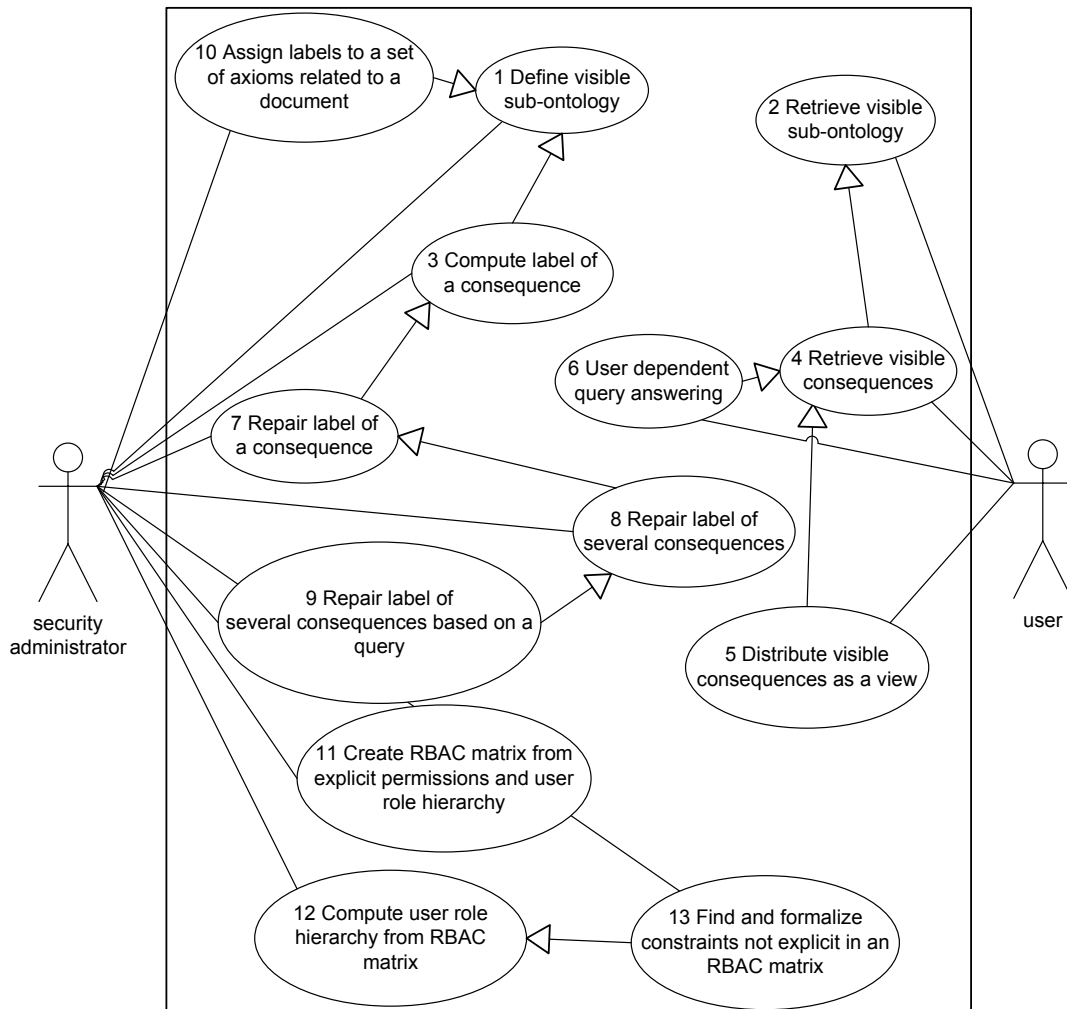 10 Assign labels to a set
of axioms related to a
document
1 Define visible
sub-ontology
2 Retrieve visible
sub-ontology
3 Compute label of
a consequence
6 User dependent
query answering
4 Retrieve visible
consequences
7 Repair label of
a consequence
8 Repair label of
several consequences
security
administrator
user
9 Repair label of
several consequences based on a
query
5 Distribute visible
consequences as a view
11 Create RBAC matrix from
explicit permissions and user
role hierarchy
12 Compute user role
hierarchy from RBAC
matrix
13 Find and formalize
constraints not explicit in an
RBAC matrix